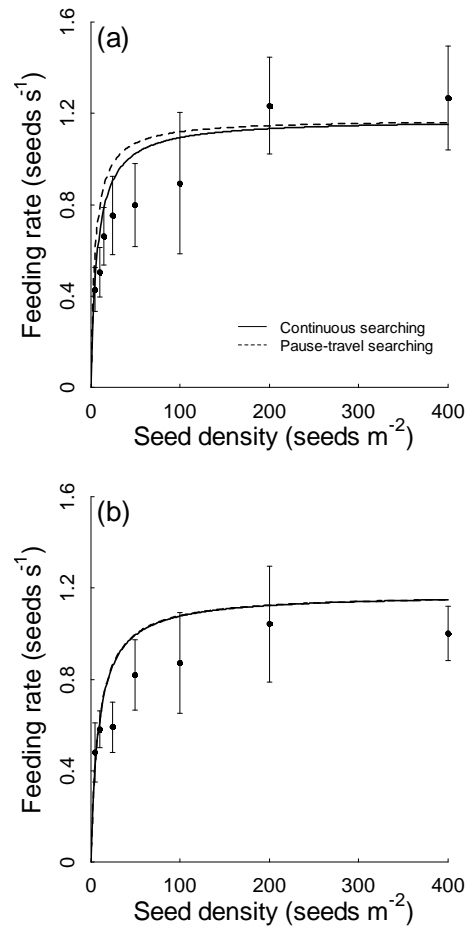 (a)
1.6
1.2
0.8
0.4
0
Feeding rate (seeds s⁻¹)
Continuous searching
Pause-travel searching
0 100 200 300 400
Seed density (seeds m⁻²)
(b)
1.6
1.2
0.8
0.4
0
Feeding rate (seeds s⁻¹)
0 100 200 300 400
Seed density (seeds m⁻²)